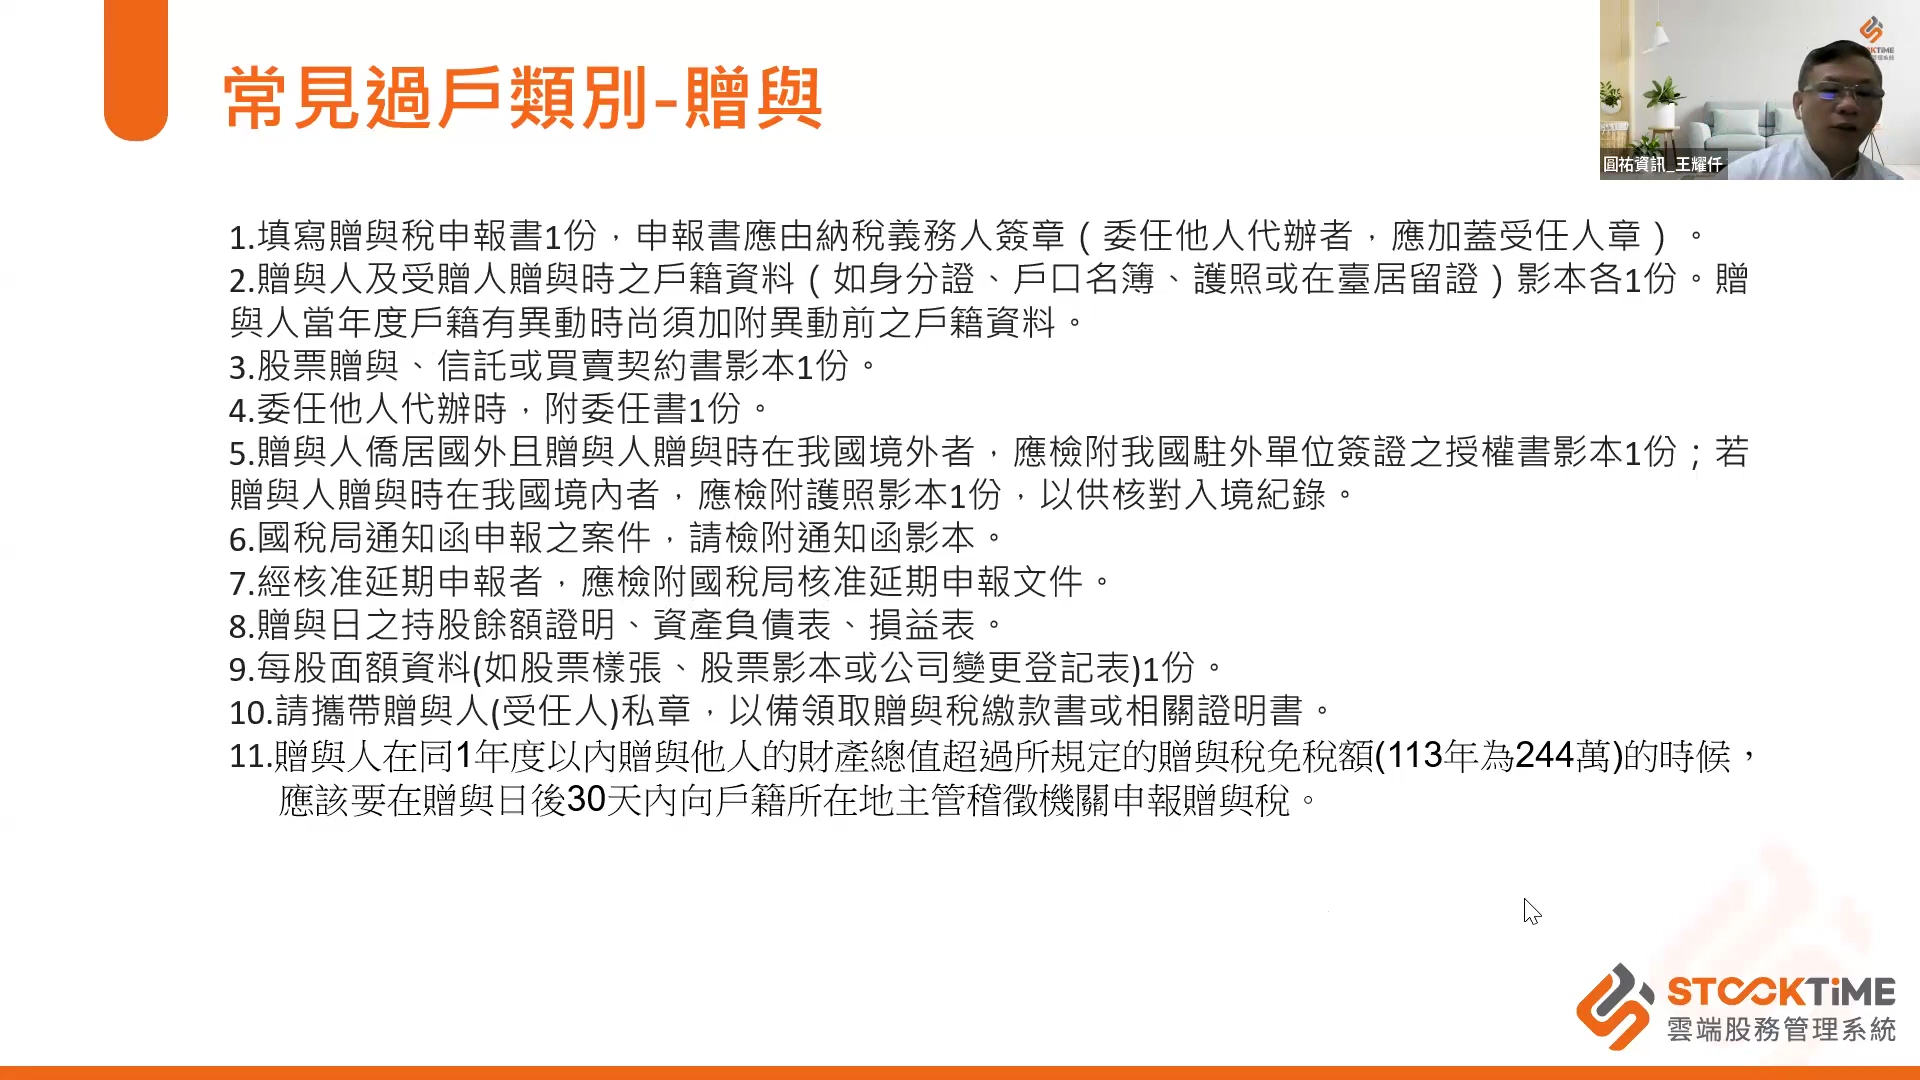 常見過戶類別-贈與
圓祐資訊_王耀仟
1.填寫贈與稅申報書1份，申報書應由納稅義務人簽章（委任他人代辦者，應加蓋受任人章）。
2.贈與人及受贈人贈與時之戶籍資料（如身分證、戶口名簿、護照或在臺居留證）影本各1份。贈
與人當年度戶籍有異動時尚須加附異動前之戶籍資料。
3.股票贈與、信託或買賣契約書影本1份。
4.委任他人代辦時，附委任書1份。
5.贈與人僑居國外且贈與人贈與時在我國境外者，應檢附我國駐外單位簽證之授權書影本1份；若
贈與人贈與時在我國境內者，應檢附護照影本1份，以供核對入境紀錄。
6.國稅局通知函申報之案件，請檢附通知函影本。
7.經核准延期申報者，應檢附國稅局核准延期申報文件。
8.贈與日之持股餘額證明、資產負債表、損益表。
9.每股面額資料(如股票樣張、股票影本或公司變更登記表)1份。
10.請攜帶贈與人(受任人)私章，以備領取贈與稅繳款書或相關證明書。
11.贈與人在同1年度以內贈與他人的財產總值超過所規定的贈與稅免稅額(113年為244萬)的時候，
應該要在贈與日後30天內向戶籍所在地主管稽徵機關申報贈與稅。
STOCKTiME
雲端股務管理系統